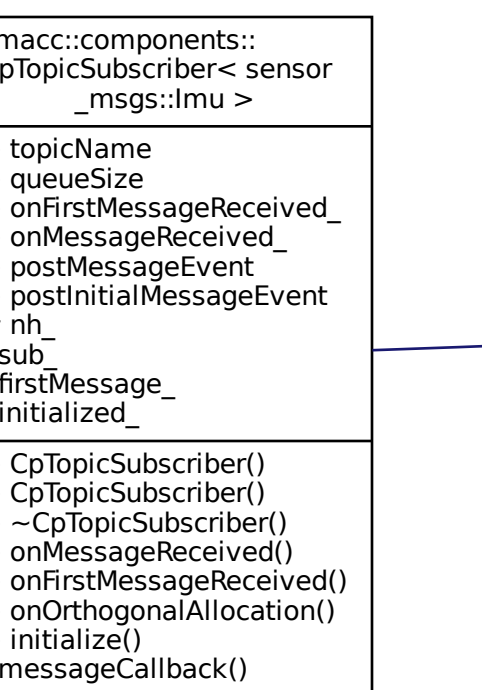 macc::components::
pTopicSubscriber< sensor
_msgs::Imu >
topicName
queueSize
onFirstMessageReceived_
onMessageReceived_
postMessageEvent
postInitialMessageEvent
nh_
sub_
firstMessage_
initialized_
CpTopicSubscriber()
CpTopicSubscriber()
~CpTopicSubscriber()
onMessageReceived()
onFirstMessageReceived()
onOrthogonalAllocation()
initialize()
messageCallback()